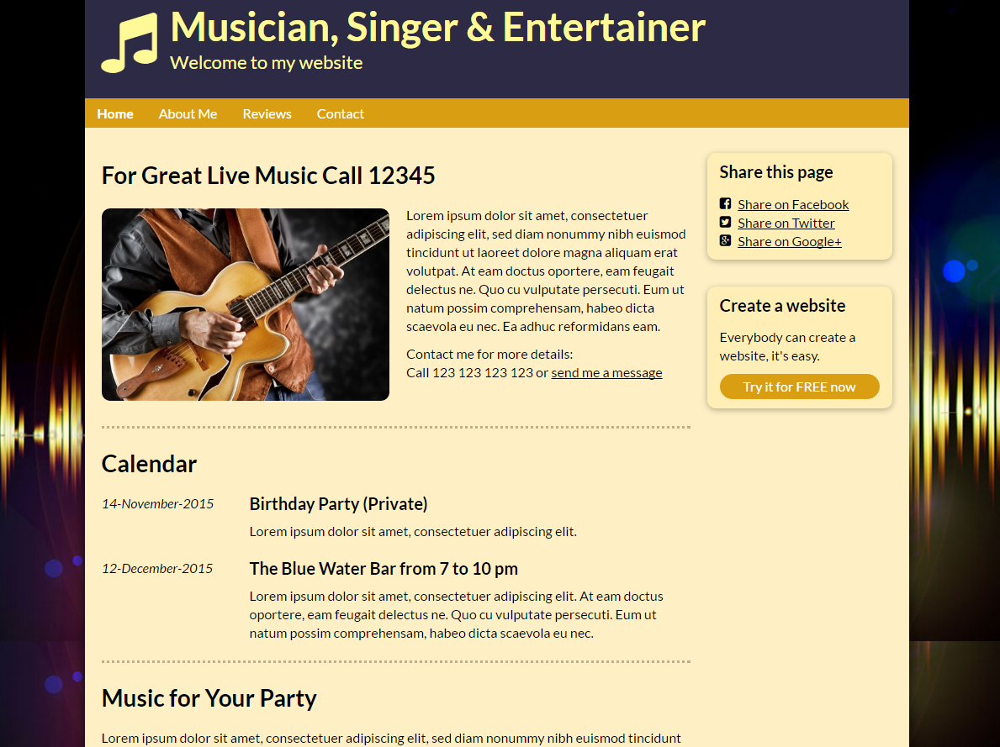 Musician, Singer & Entertainer
Welcome to my website
Home About Me Reviews Contact
For Great Live Music Call 12345
Lorem ipsum dolor sit amet, consectetuer
adipiscing elit, sed diam nonummy nibh euismod
tincidunt ut laoreet dolore magna aliquam erat
volutpat. At eam doctus oportere, eam feugait
delectus ne. Quo cu vulputate persecuti. Eum ut
natum possim comprehensam, habeo dicta
scaevola eu nec. Ea adhuc reformidans eam.
Contact me for more details:
Call 123 123 123 123 or send me a message
Calendar
14-November-2015
Birthday Party (Private)
Lorem ipsum dolor sit amet, consectetuer adipiscing elit.
12-December-2015
The Blue Water Bar from 7 to 10 pm
Lorem ipsum dolor sit amet, consectetuer adipiscing elit. At eam doctus
oportere, eam feugait delectus ne. Quo cu vulputate persecuti. Eum ut
natum possim comprehensam, habeo dicta scaevola eu nec.
Music for Your Party
Lorem ipsum dolor sit amet, consectetuer adipiscing elit, sed diam nonummy nibh euismod tincidunt
Share this page
Share on Facebook
Share on Twitter
Share on Google+
Create a website
Everybody can create a
website, it's easy.
Try it for FREE now